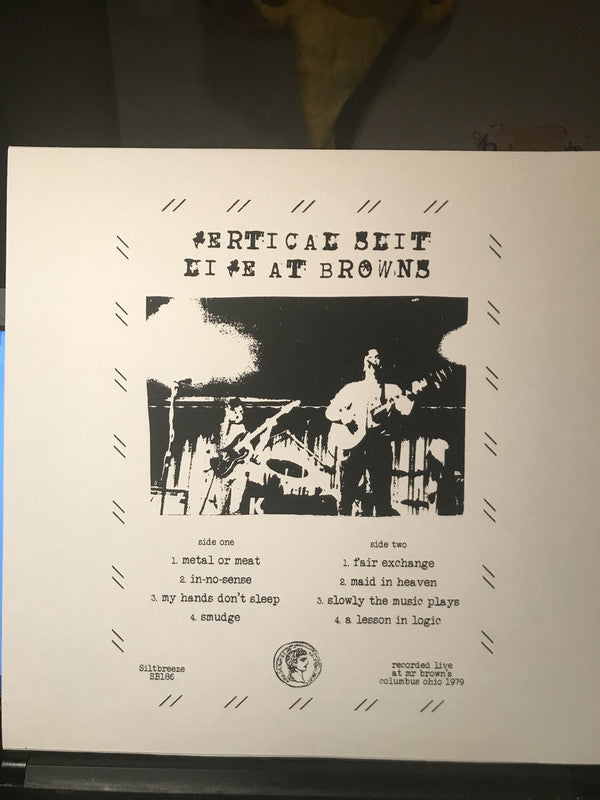 VERTICAL SLIT
LIVE AT BROWNS
K
side one
1. metal or meat
2. in-no-sense
3. my hands don't sleep
4. smudge
side two
1. fair exchange
2. maid in heaven
3. slowly the music plays
4. a lesson in logic
Siltbreeze
SB186
recorded live
at mr brown's
columbus ohio 1979